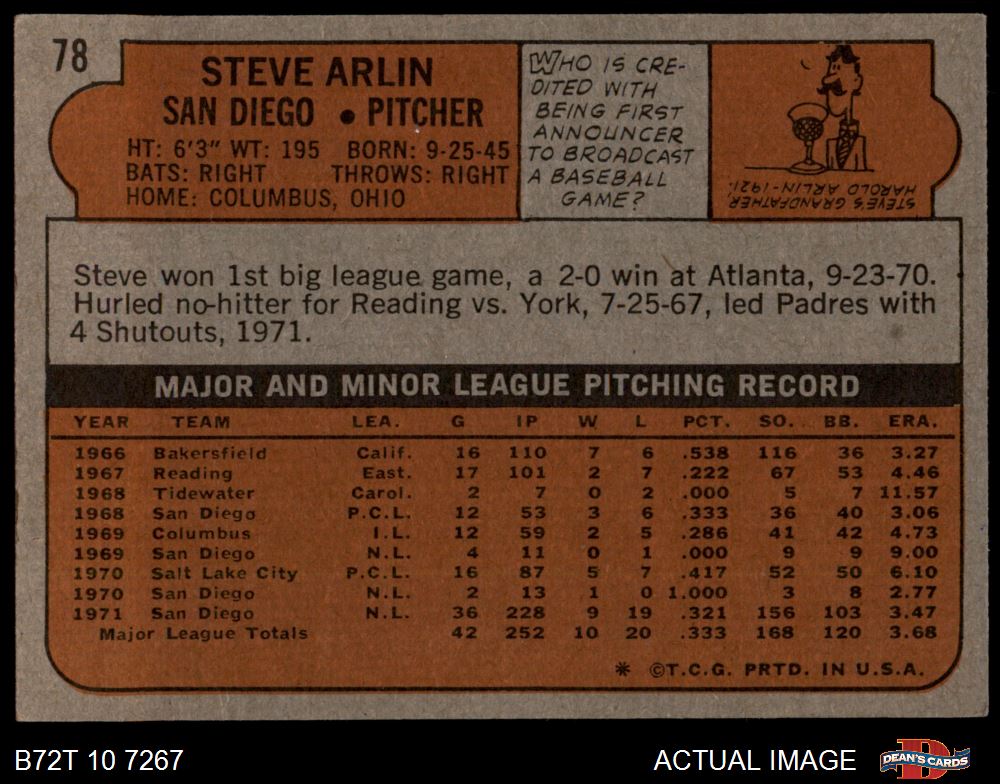 78
STEVE ARLIN
SAN DIEGO • PITCHER
HT: 6'3" WT: 195 BORN: 9-25-45
BATS: RIGHT THROWS: RIGHT
HOME: COLUMBUS, OHIO
WHO IS CRE-
DITED WITH
BEING FIRST
ANNOUNCER
TO BROADCAST
A BASEBALL
GAME?
STEVE'S GRANDFATHER
HAROLD ARLIN-1921.
Steve won 1st big league game, a 2-0 win at Atlanta, 9-23-70.
Hurled no-hitter for Reading vs. York, 7-25-67, led Padres with
4 Shutouts, 1971.
MAJOR AND MINOR LEAGUE PITCHING RECORD
YEAR TEAM LEA. G IP W L PCT. SO. BB. ERA.
1966 Bakersfield Calif. 16 110 7 6 .538 116 36 3.27
1967 Reading East. 17 101 2 7 .222 67 53 4.46
1968 Tidewater Carol. 2 7 0 2 .000 5 7 11.57
1968 San Diego P.C.L. 12 53 3 6 .333 36 40 3.06
1969 Columbus I.L. 12 59 2 5 .286 41 42 4.73
1969 San Diego N.L. 4 11 0 1 .000 9 9 9.00
1970 Salt Lake City P.C.L. 16 87 5 7 .417 52 50 6.10
1970 San Diego N.L. 2 13 1 0 1.000 3 8 2.77
1971 San Diego N.L. 36 228 9 19 .321 156 103 3.47
Major League Totals 42 252 10 20 .333 168 120 3.68
* ©T.C.G. PRTD. IN U.S.A.
B72T 10 7267 ACTUAL IMAGE
D
DEAN'S CARDS